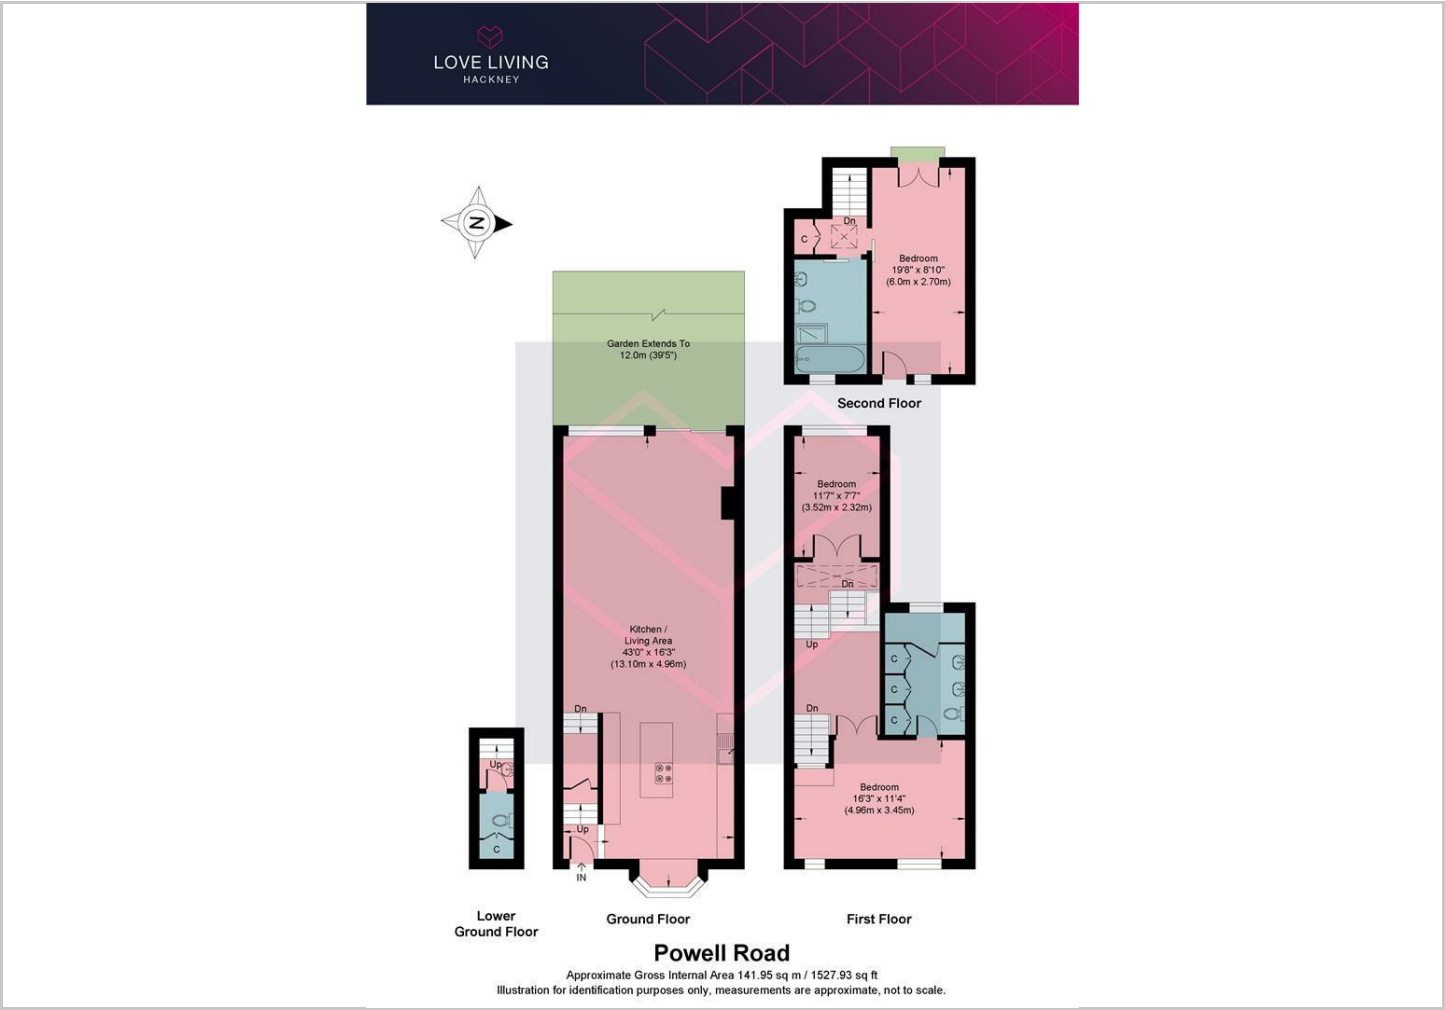 LOVE LIVING
HACKNEY
N
Dn
C
Bedroom
19'8" x 8'10"
(6.0m x 2.70m)
Second Floor
Garden Extends To
12.0m (39'5")
Kitchen /
Living Area
43'0" x 16'3"
(13.10m x 4.96m)
Dn
Up
IN
Ground Floor
Up
C
Lower
Ground Floor
Bedroom
11'7" x 7'7"
(3.52m x 2.32m)
Dn
Up
Dn
C
C
C
Bedroom
16'3" x 11'4"
(4.96m x 3.45m)
First Floor
Powell Road
Approximate Gross Internal Area 141.95 sq m / 1527.93 sq ft
Illustration for identification purposes only, measurements are approximate, not to scale.